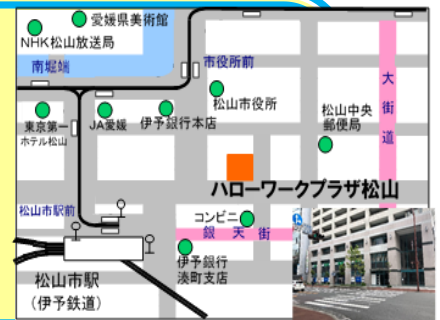 愛媛県美術館
NHK松山放送局
南堀端
市役所前
大街道
松山市役所
東京第一
ホテル松山
JA愛媛
伊予銀行本店
松山中央
郵便局
ハローワークプラザ松山
松山市駅前
コンビニ
銀天街
伊予銀行
湊町支店
松山市駅
（伊予鉄道）